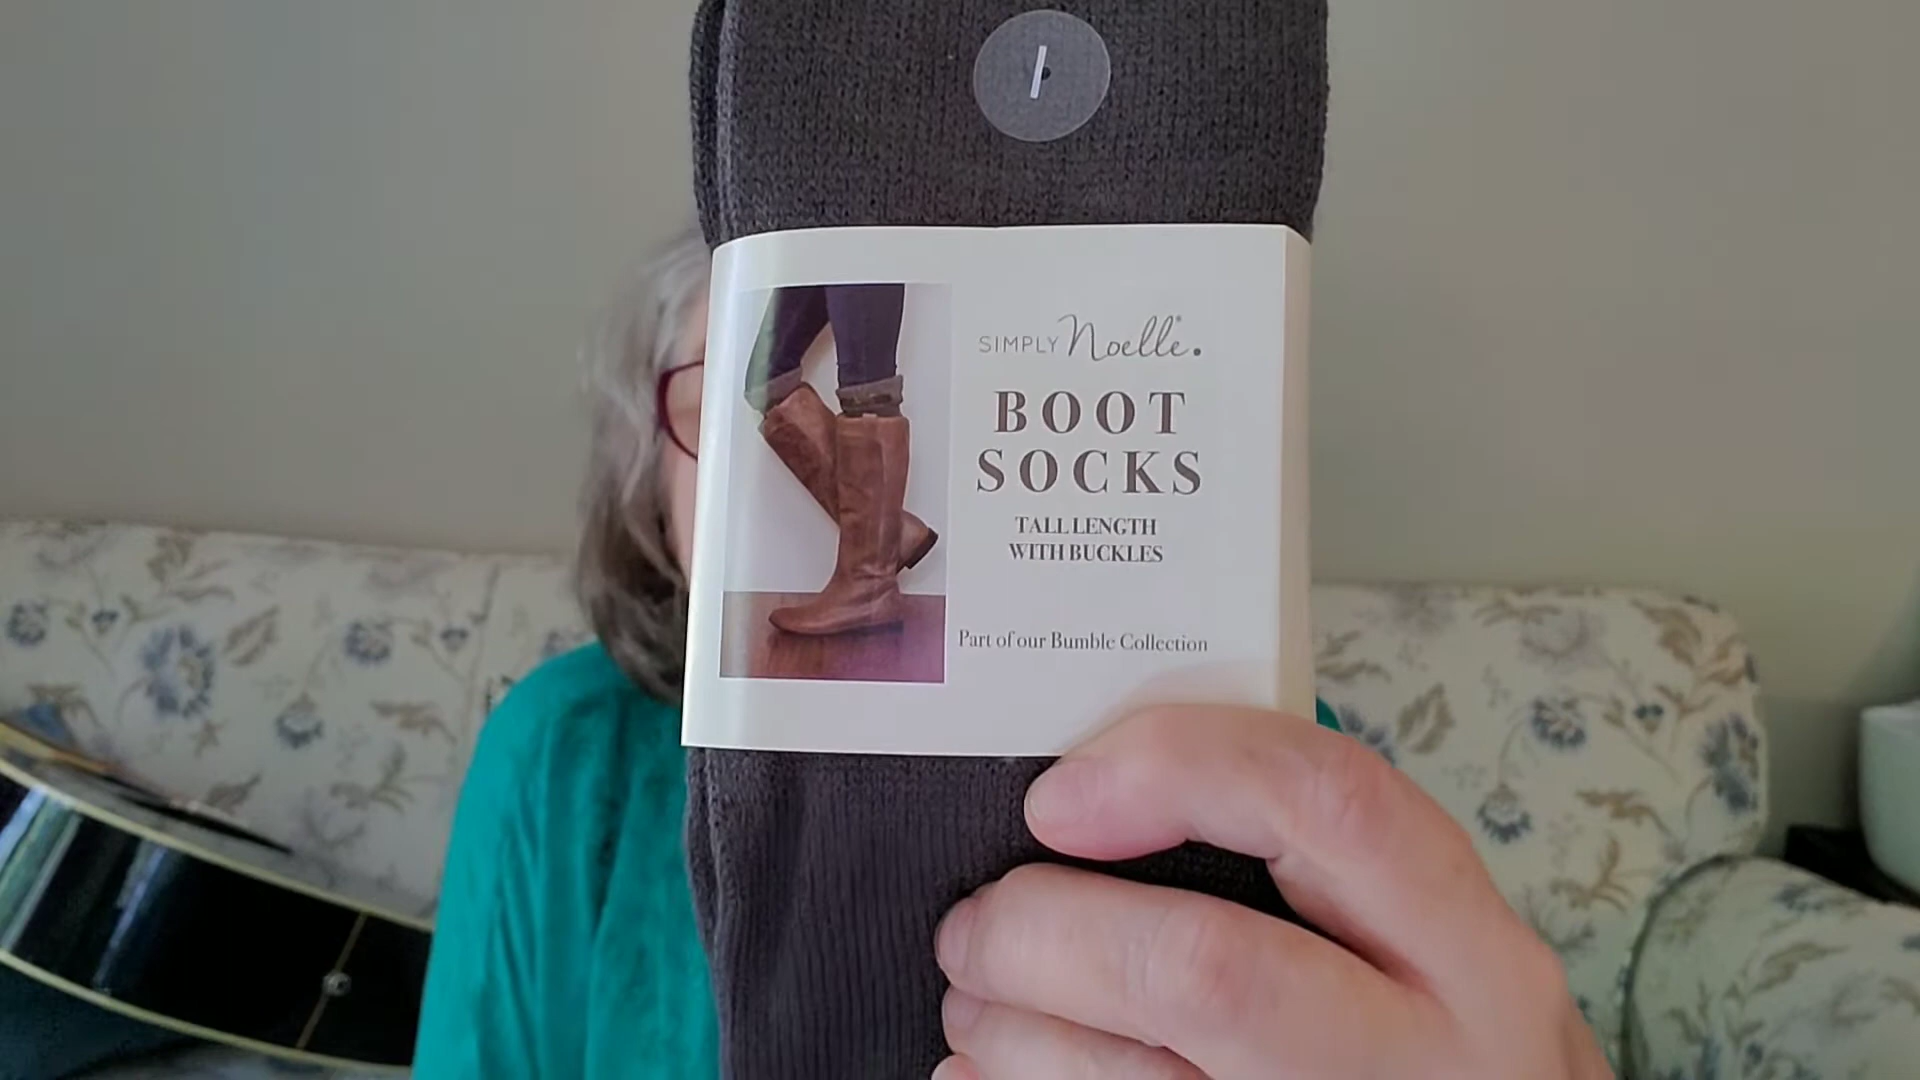 SIMPLY Noelle®.
BOOT
SOCKS
TALL LENGTH
WITH BUCKLES
Part of our Bumble Collection